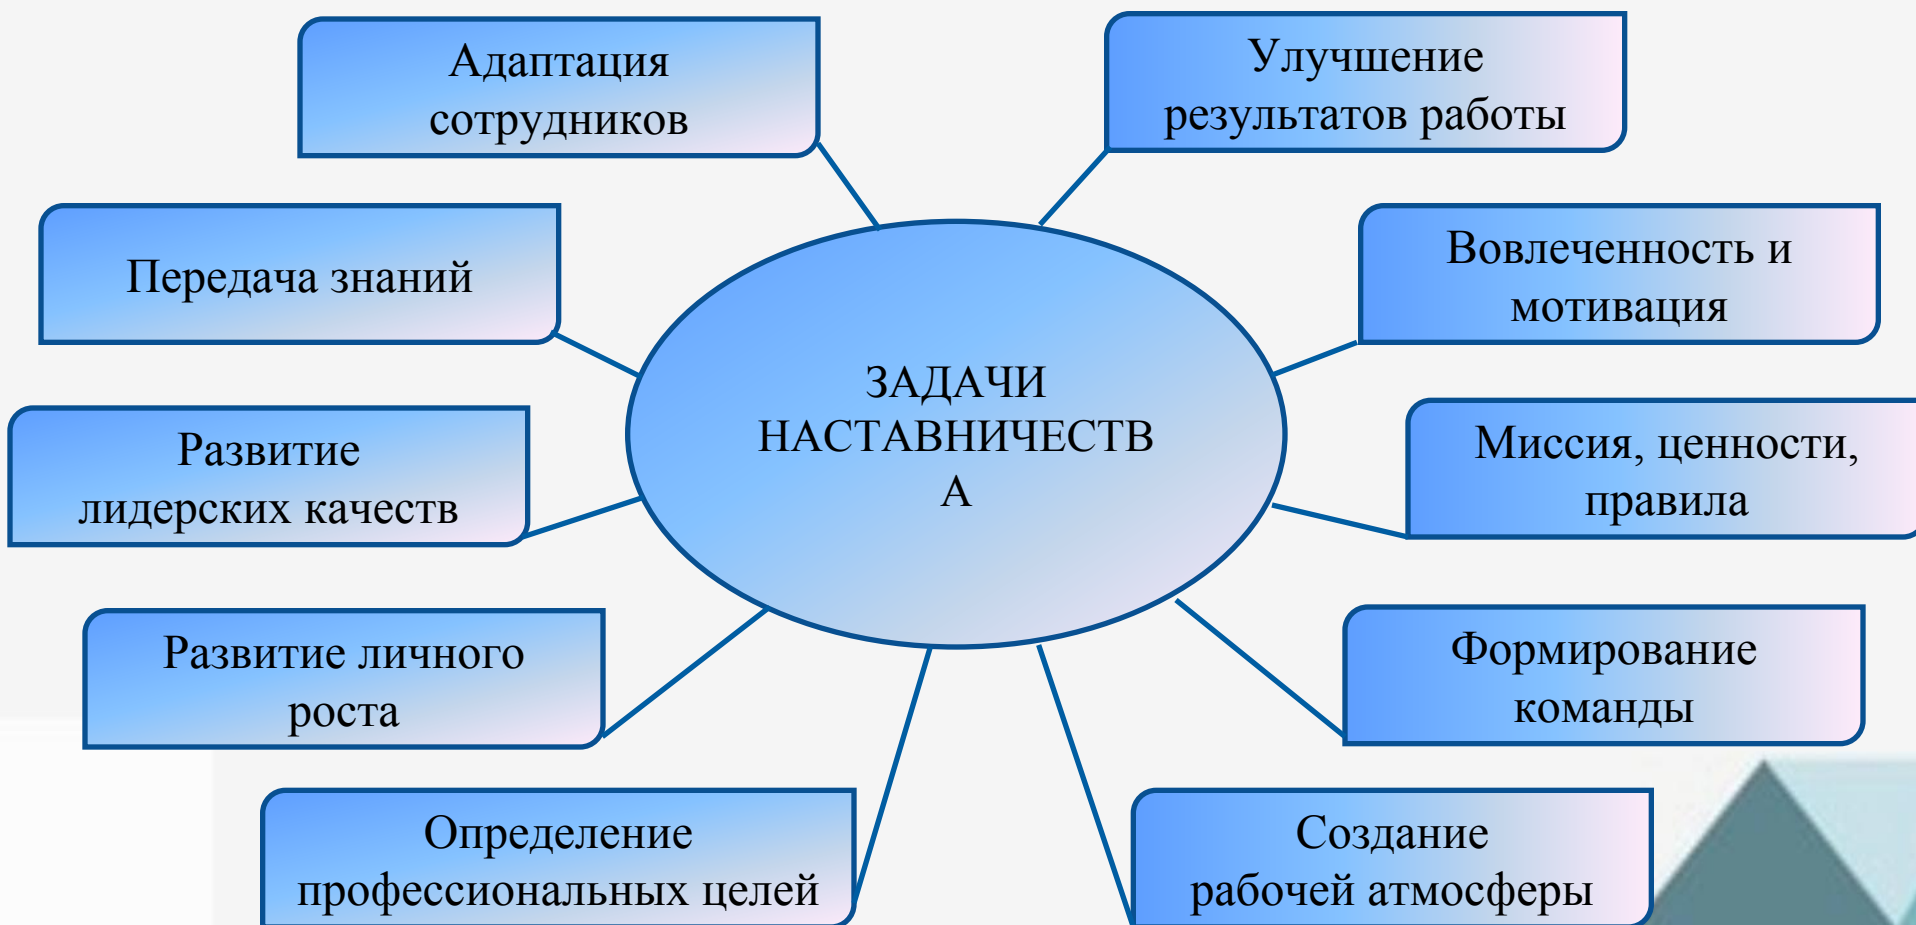 Адаптация
сотрудников
Улучшение
результатов работы
Передача знаний
Вовлеченность и
мотивация
ЗАДАЧИ
НАСТАВНИЧЕСТВ
А
Развитие
лидерских качеств
Миссия, ценности,
правила
Развитие личного
роста
Формирование
команды
Определение
профессиональных целей
Создание
рабочей атмосферы